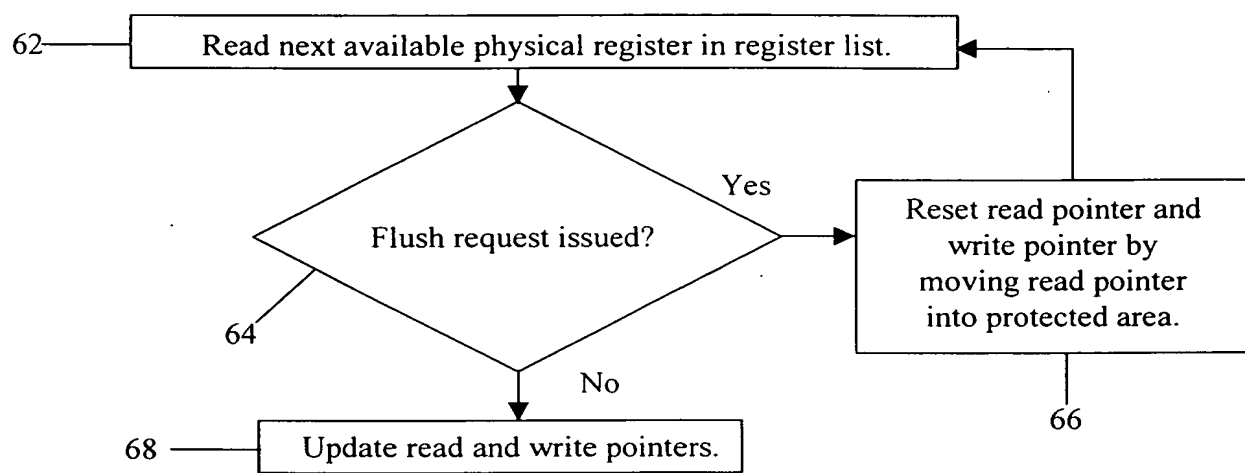 62
Read next available physical register in register list.
Yes
Flush request issued?
Reset read pointer and
write pointer by
moving read pointer
into protected area.
64
No
66
68
Update read and write pointers.